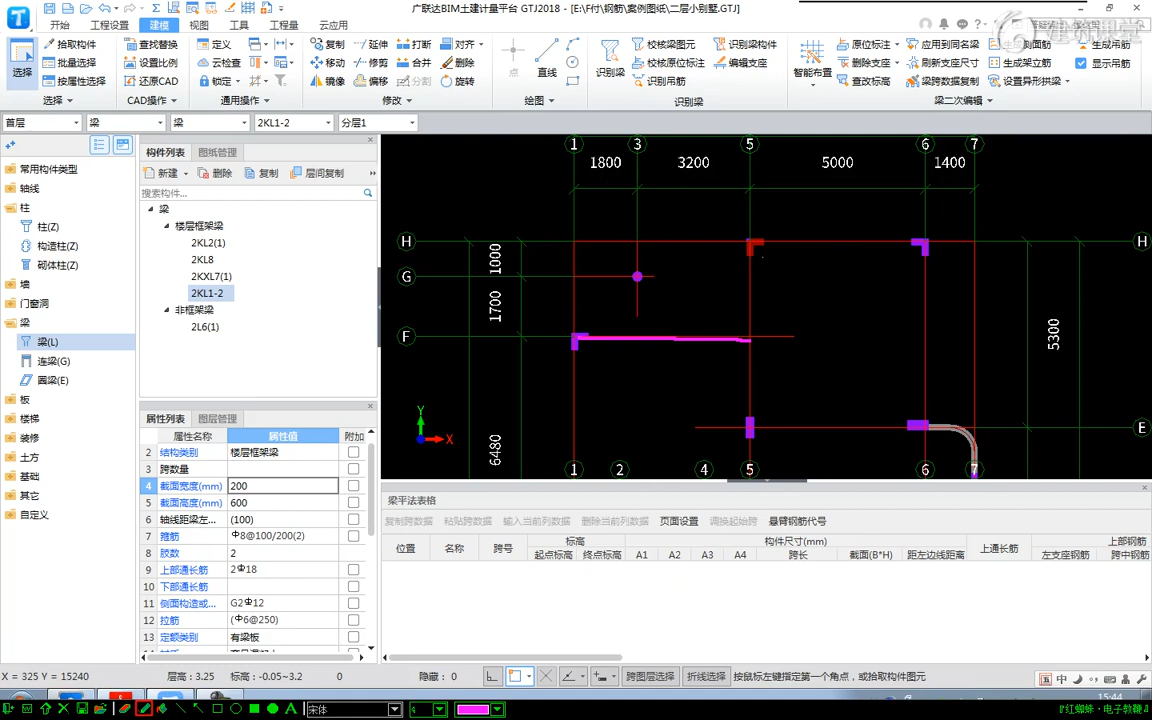 广联达BIM土建计量平台 GTJ2018 - [E:\F付\钢筋\案例图纸\二层小别墅.GTJ]
开始 工程设置 建模 视图 工具 工程量 云应用
选择 拾取构件 批量选择 按属性选择
选择
查找替换 设置比例 还原CAD
CAD操作
定义 云检查 锁定
通用操作
复制 延伸 打断 对齐
移动 修剪 合并 删除
镜像 偏移 分割 旋转
修改
点 直线
绘图
识别梁 校核梁图元 校核原位标注 识别吊筋 识别梁构件 编辑支座
识别梁
智能布置 原位标注 删除支座 查改标高 应用到同名梁 刷新支座尺寸 梁跨数据复制 生成侧面筋 生成架立筋 设置异形拱梁 生成吊筋 显示吊筋
梁二次编辑
首层 梁 梁 2KL1-2 分层1
常用构件类型
轴线
柱
柱(Z)
构造柱(Z)
砌体柱(Z)
墙
门窗洞
梁
梁(L)
连梁(G)
圈梁(E)
板
楼梯
装修
土方
基础
其它
自定义
构件列表 图纸管理
新建 删除 复制 层间复制 »
搜索构件...
梁
楼层框架梁
2KL2(1)
2KL8
2KXL7(1)
2KL1-2
非框架梁
2L6(1)
属性列表 图层管理
属性名称 属性值 附加
2 结构类别 楼层框架梁
3 跨数量
4 截面宽度(mm) 200
5 截面高度(mm) 600
6 轴线距梁左... (100)
7 箍筋 8@100/200(2)
8 肢数 2
9 上部通长筋 2 18
10 下部通长筋
11 侧面构造或... G2 12
12 拉筋 ( 6@250)
13 定额类别 有梁板
1 3 5 6 7
1800 3200 5000 1400
H H
1000
G
1700
F
5300
E
6480
Y
X
1 2 4 5 6 7
梁平法表格
复制跨数据 粘贴跨数据 输入当前列数据 删除当前列数据 页面设置 调换起始跨 悬臂钢筋代号
位置 名称 跨号 标高 构件尺寸(mm) 上通长筋 上部钢筋
起点标高 终点标高 A1 A2 A3 A4 跨长 截面(B*H) 距左边线距离 左支座钢筋 跨中钢筋
X = 325 Y = 15240 层高: 3.25 标高: -0.05~3.2 0 隐藏: 0 跨图层选择 折线选择 按鼠标左键指定第一个角点，或拾取构件图元
中
15:44
宋体 4 『红蜘蛛·电子教鞭』